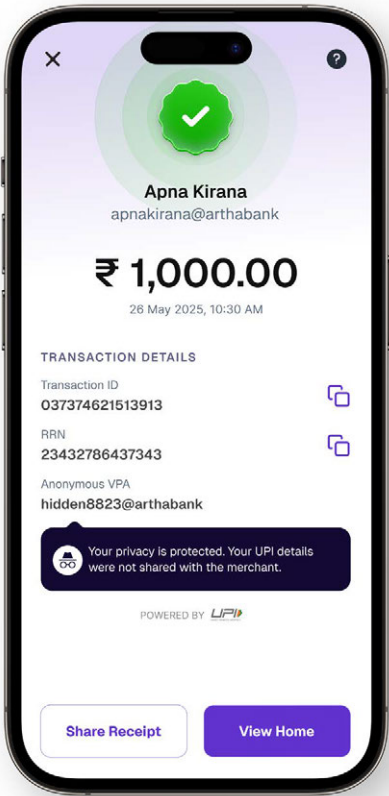 Apna Kirana
apnakirana@arthabank
₹ 1,000.00
26 May 2025, 10:30 AM
TRANSACTION DETAILS
Transaction ID
037374621513913
RRN
23432786437343
Anonymous VPA
hidden8823@arthabank
Your privacy is protected. Your UPI details
were not shared with the merchant.
POWERED BY UPI
Share Receipt
View Home